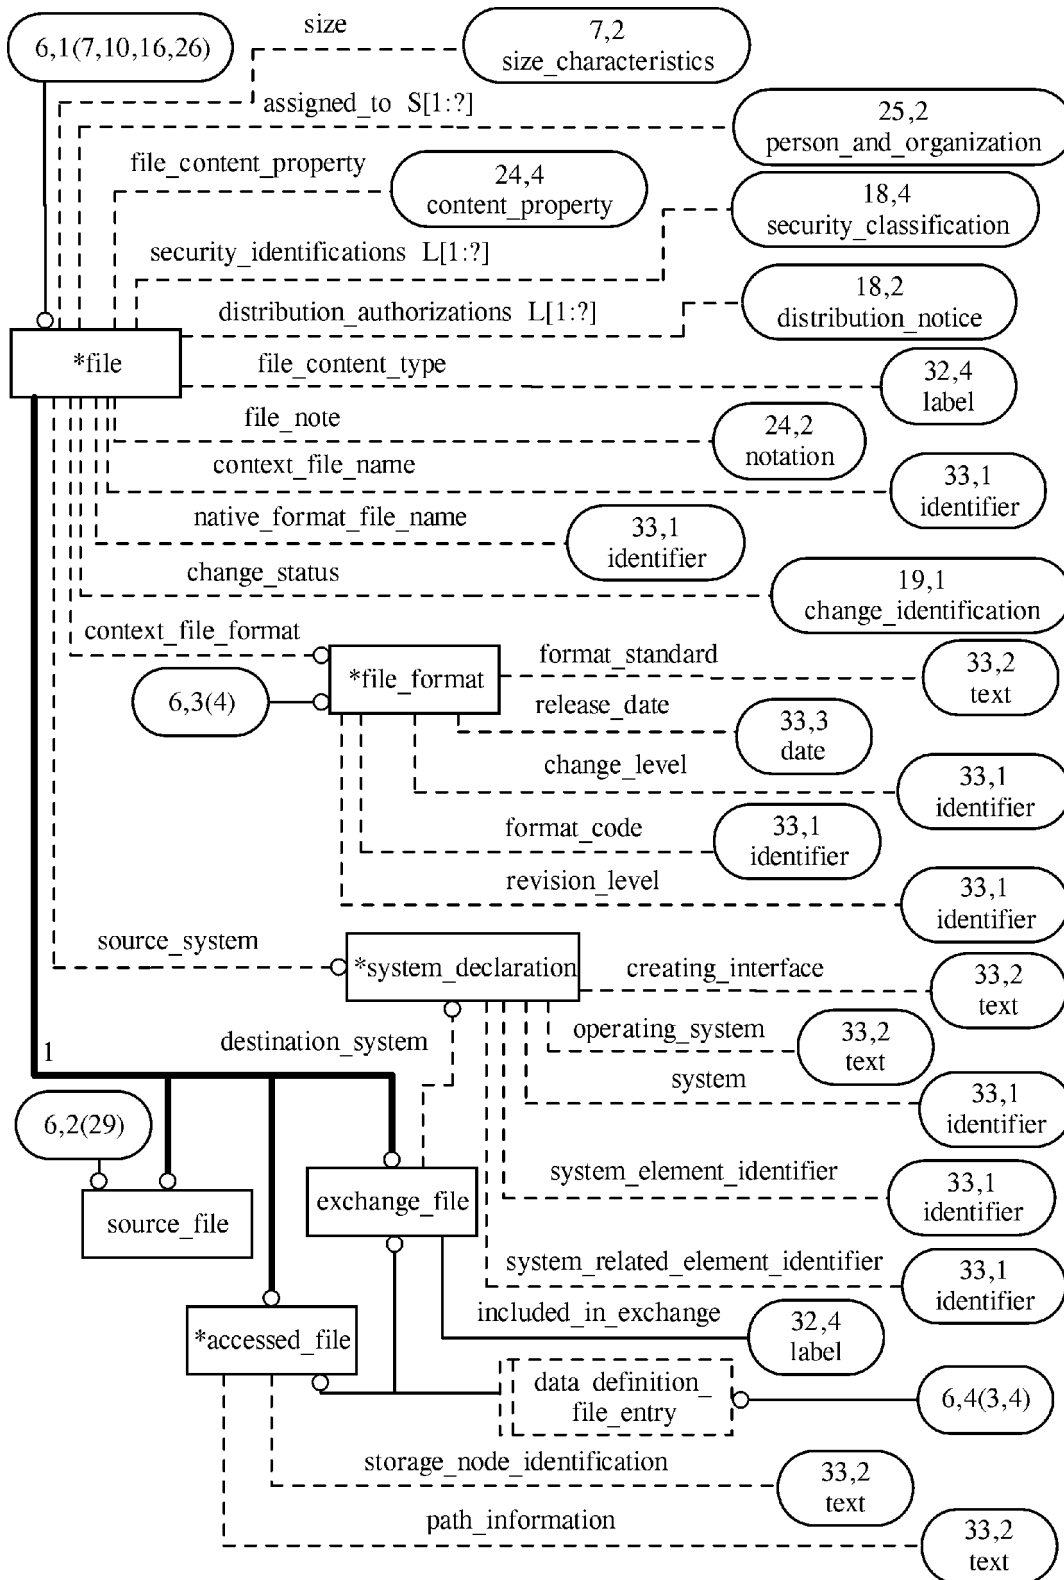 size
6,1(7,10,16,26)
7,2
size_characteristics
assigned_to S[1:?]
25,2
person_and_organization
file_content_property
24,4
content_property
18,4
security_classification
security_identifications L[1:?]
18,2
distribution_notice
distribution_authorizations L[1:?]
*file
file_content_type
32,4
label
file_note
24,2
notation
context_file_name
33,1
identifier
native_format_file_name
33,1
identifier
change_status
19,1
change_identification
context_file_format
*file_format
format_standard
33,2
text
6,3(4)
release_date
33,3
date
change_level
33,1
identifier
format_code
33,1
identifier
revision_level
33,1
identifier
source_system
*system_declaration
creating_interface
33,2
text
destination_system
operating_system
33,2
text
1
system
33,1
identifier
6,2(29)
source_file
exchange_file
system_element_identifier
33,1
identifier
system_related_element_identifier
33,1
identifier
included_in_exchange
32,4
label
*accessed_file
data definition_
file_entry
6,4(3,4)
storage_node_identification
33,2
text
path_information
33,2
text